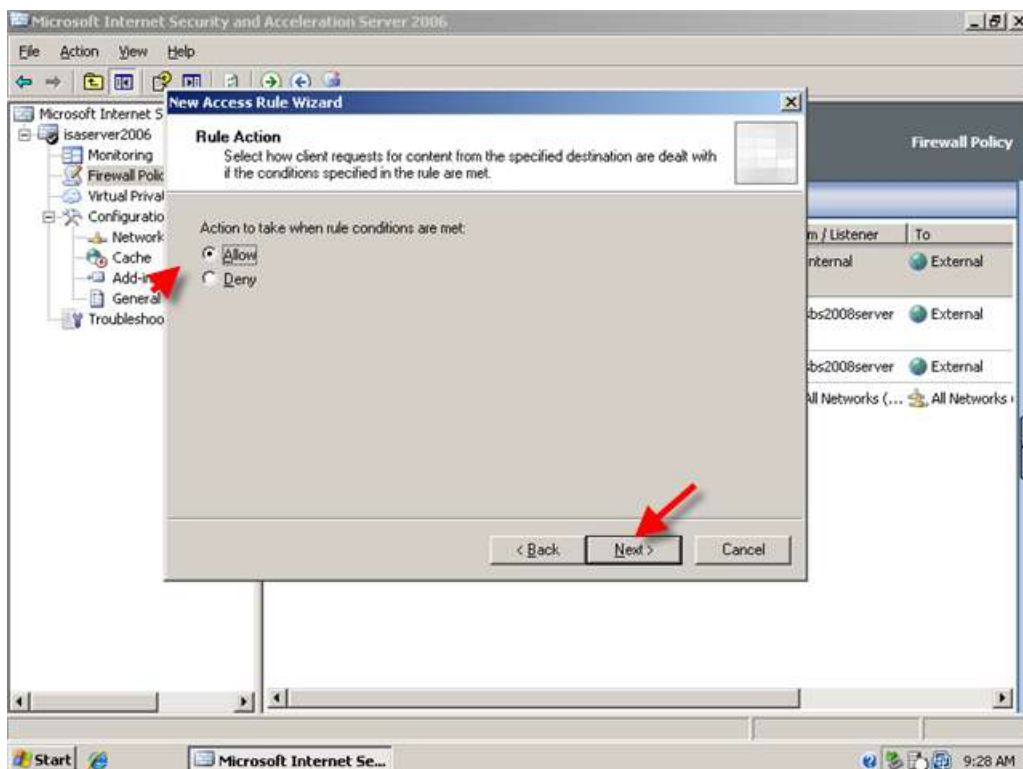 Microsoft Internet Security and Acceleration Server 2006
File Action View Help
Microsoft Internet S
isaserver2006
Monitoring
Firewall Polic
Virtual Prival
Configuratio
Network
Cache
Add-in
General
Troubleshoo
New Access Rule Wizard
Rule Action
Select how client requests for content from the specified destination are dealt with
if the conditions specified in the rule are met.
Action to take when rule conditions are met:
Allow
Deny
< Back Next > Cancel
Firewall Policy
m / Listener To
nternal External
bs2008server External
bs2008server External
All Networks (... All Networks
Start Microsoft Internet Se... 9:28 AM